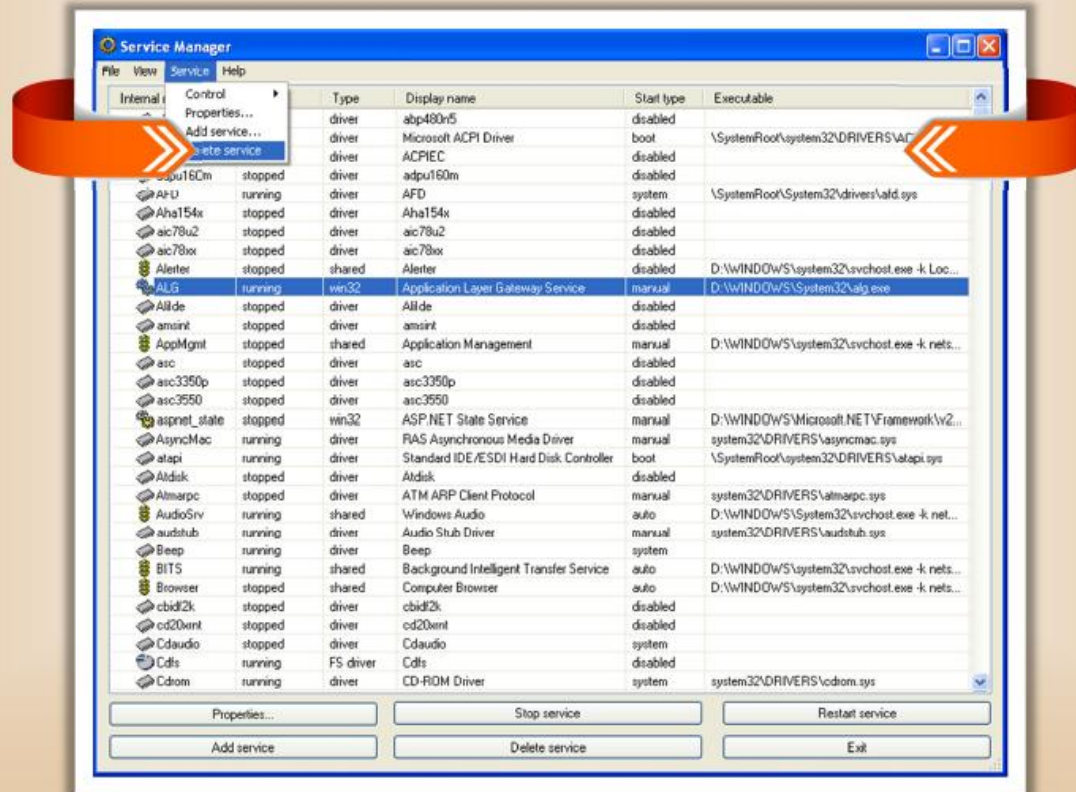 Service Manager
File View Service Help
Internal Type Display name Start type Executable
Control
Properties...
Add service...
service
driver abp480n5 disabled
driver Microsoft ACPI Driver boot \SystemRoot\system32\DRIVERS\AC
driver ACPIEC disabled
stopped driver adpu160m disabled
AFD running driver AFD system \SystemRoot\System32\drivers\afd.sys
Aha154x stopped driver Aha154x disabled
aic78u2 stopped driver aic78u2 disabled
aic78xx stopped driver aic78xx disabled
Alerter stopped shared Alerter disabled D:\WINDOWS\system32\svchost.exe -k Loc...
ALG running win32 Application Layer Gateway Service manual D:\WINDOWS\System32\alg.exe
AliIde stopped driver AliIde disabled
amsint stopped driver amsint disabled
AppMgmt stopped shared Application Management manual D:\WINDOWS\system32\svchost.exe -k nets...
asc stopped driver asc disabled
asc3350p stopped driver asc3350p disabled
asc3550 stopped driver asc3550 disabled
aspnet_state stopped win32 ASP.NET State Service manual D:\WINDOWS\Microsoft.NET\Framework\v2...
AsyncMac running driver RAS Asynchronous Media Driver manual system32\DRIVERS\asyncmac.sys
atapi running driver Standard IDE/ESDI Hard Disk Controller boot \SystemRoot\system32\DRIVERS\atapi.sys
Atdisk stopped driver Atdisk disabled
Atmarpc stopped driver ATM ARP Client Protocol manual system32\DRIVERS\atmarpc.sys
AudioSrv running shared Windows Audio auto D:\WINDOWS\System32\svchost.exe -k net...
audstub running driver Audio Stub Driver manual system32\DRIVERS\audstub.sys
Beep running driver Beep system
BITS running shared Background Intelligent Transfer Service auto D:\WINDOWS\system32\svchost.exe -k nets...
Browser stopped shared Computer Browser auto D:\WINDOWS\system32\svchost.exe -k nets...
cbidf2k stopped driver cbidf2k disabled
cd20xrnt stopped driver cd20xrnt disabled
Cdaudio stopped driver Cdaudio system
Cdfs running FS driver Cdfs disabled
Cdrom running driver CD-ROM Driver system system32\DRIVERS\cdrom.sys
Properties... Stop service Restart service
Add service Delete service Exit